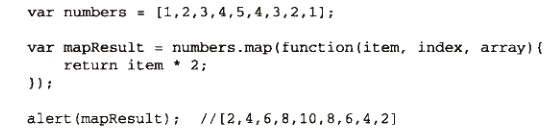 var numbers = [1,2,3,4,5,4,3,2,1];
var mapResult = numbers.map(function(item, index, array){
    return item * 2;
});
alert(mapResult);  //[2,4,6,8,10,8,6,4,2]